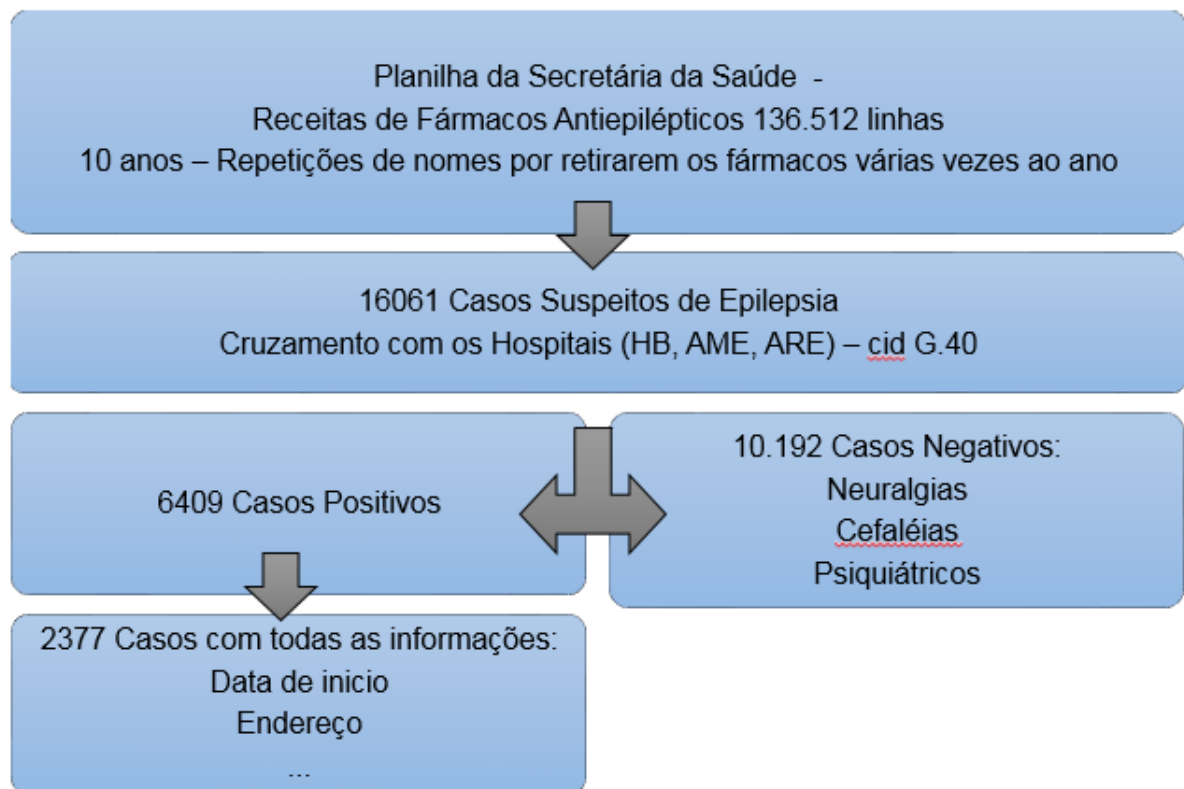 Planilha da Secretária da Saúde -
Receitas de Fármacos Antiepilépticos 136.512 linhas
10 anos – Repetições de nomes por retirarem os fármacos várias vezes ao ano
16061 Casos Suspeitos de Epilepsia
Cruzamento com os Hospitais (HB, AME, ARE) – cid G.40
6409 Casos Positivos
10.192 Casos Negativos:
Neuralgias
Cefaléias
Psiquiátricos
2377 Casos com todas as informações:
Data de inicio
Endereço
...